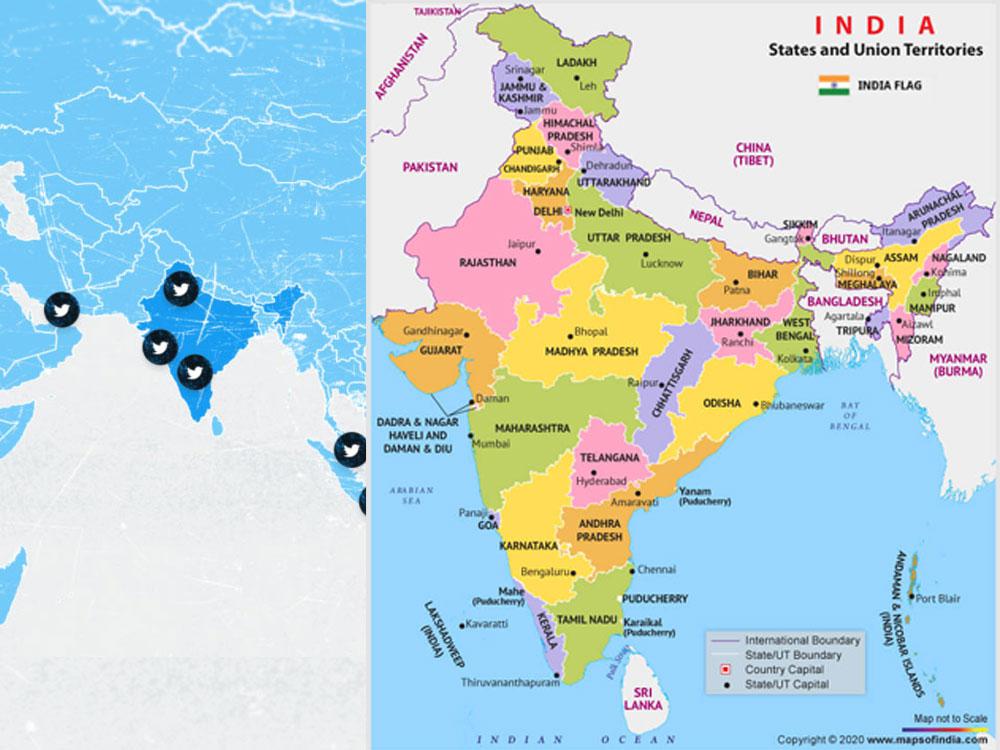 TAJIKISTAN
INDIA
States and Union Territories
INDIA FLAG
AFGHANISTAN
LADAKH
Leh
Srinagar
JAMMU &
KASHMIR
Jammu
HIMACHAL
PRADESH
Shimla
PUNJAB
CHANDIGARH
Dehradun
UTTARAKHAND
PAKISTAN
CHINA
(TIBET)
HARYANA
DELHI
New Delhi
NEPAL
SIKKIM
Gangtok
BHUTAN
ARUNACHAL
PRADESH
Itanagar
Jaipur
RAJASTHAN
UTTAR PRADESH
Lucknow
BIHAR
Patna
ASSAM
Dispur
Shillong
MEGHALAYA
NAGALAND
Kohima
Imphal
MANIPUR
BANGLADESH
Agartala
TRIPURA
Aizawl
MIZORAM
MYANMAR
(BURMA)
Gandhinagar
GUJARAT
Bhopal
MADHYA PRADESH
JHARKHAND
Ranchi
WEST
BENGAL
Kolkata
Raipur
CHHATTISGARH
ODISHA
Bhubaneswar
BAY
OF
BENGAL
Daman
DADRA & NAGAR
HAVELI AND
DAMAN & DIU
MAHARASHTRA
Mumbai
TELANGANA
Hyderabad
ARABIAN
SEA
Amaravati
Yanam
(Puducherry)
Panaji
GOA
ANDHRA
PRADESH
KARNATAKA
Bengaluru
Chennai
Mahe
(Puducherry)
PUDUCHERRY
TAMIL NADU
Karaikal
(Puducherry)
KERALA
LAKSHADWEEP
(INDIA)
Kavaratti
Thiruvananthapuram
Palk Strait
SRI
LANKA
ANDAMAN & NICOBAR ISLANDS
(INDIA)
Port Blair
International Boundary
State/UT Boundary
Country Capital
State/UT Capital
Map not to Scale
INDIAN OCEAN
Copyright © 2020 www.mapsofindia.com